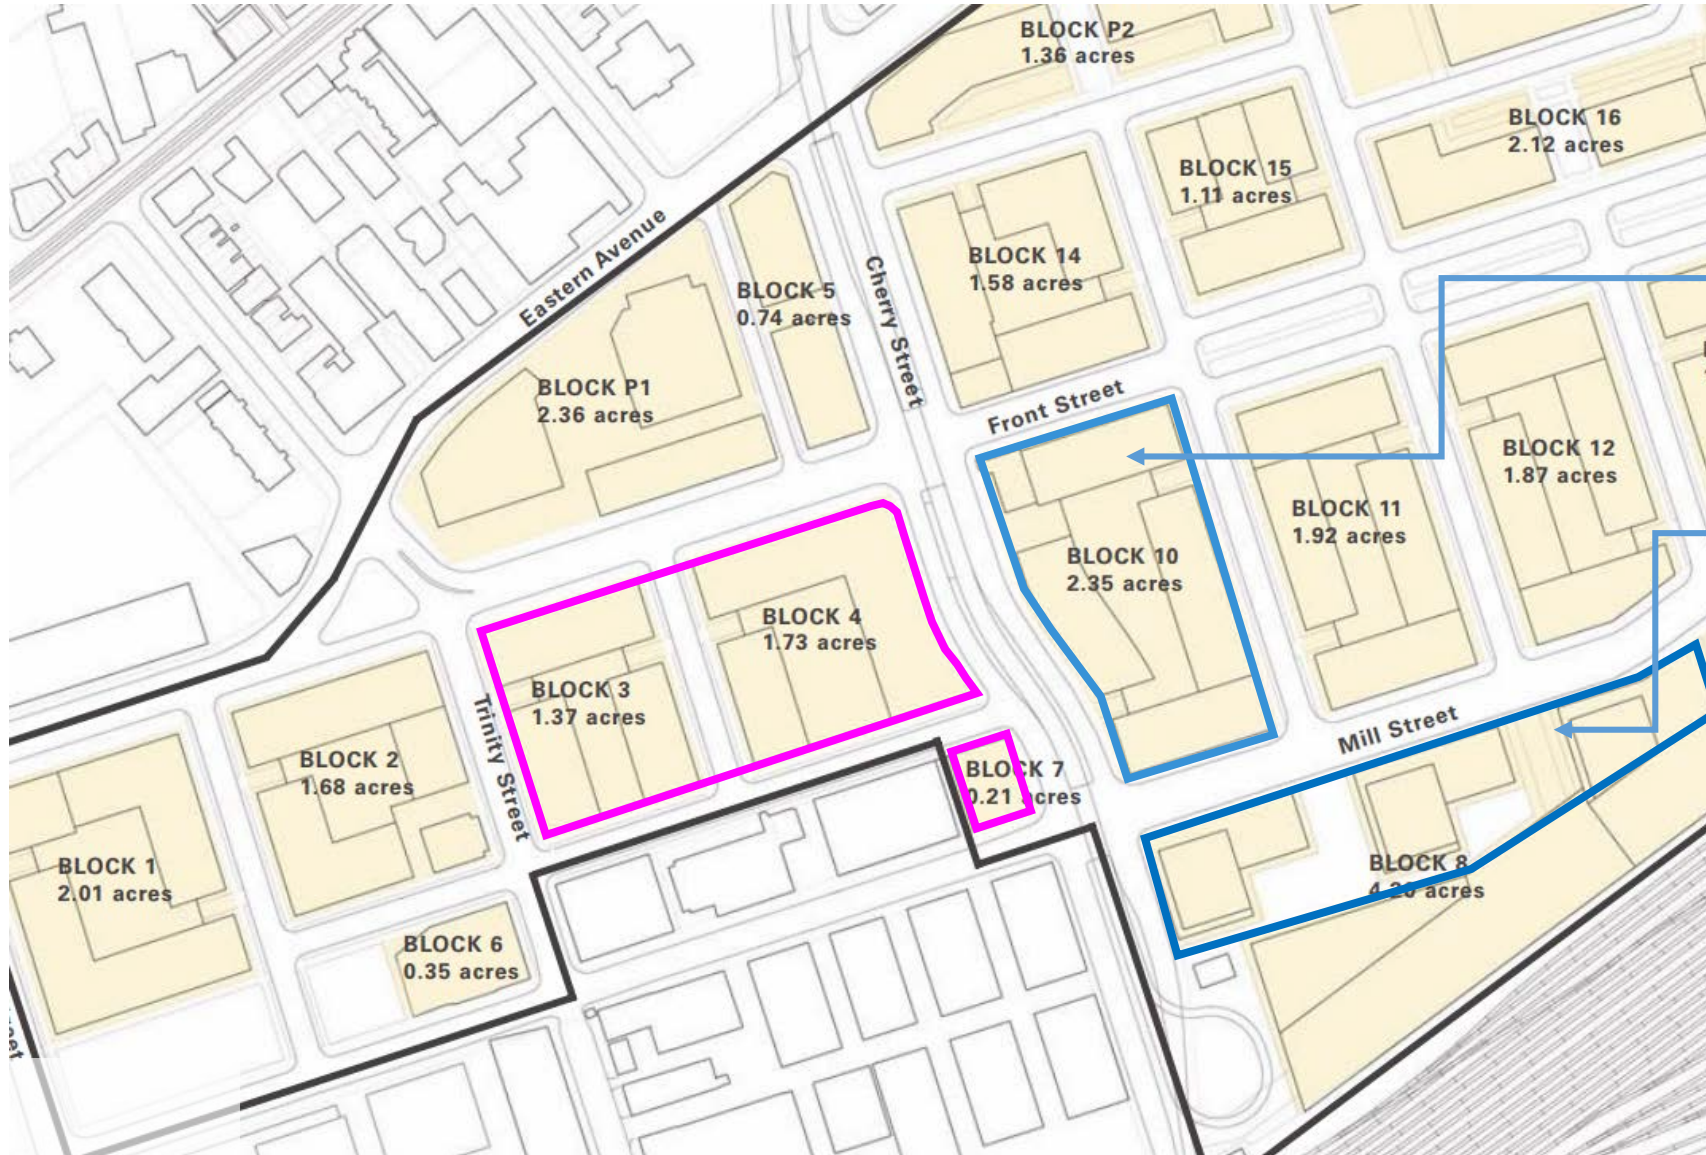 BLOCK P2
1.36 acres
BLOCK 16
2.12 acres
BLOCK 15
1.11 acres
Eastern Avenue
BLOCK 14
1.58 acres
Cherry Street
BLOCK 5
0.74 acres
BLOCK P1
2.36 acres
Front Street
BLOCK 12
1.87 acres
BLOCK 11
1.92 acres
BLOCK 10
2.35 acres
BLOCK 4
1.73 acres
BLOCK 3
1.37 acres
Trinity Street
Mill Street
BLOCK 2
1.68 acres
BLOCK 7
0.21 acres
BLOCK 1
2.01 acres
BLOCK 8
BLOCK 6
0.35 acres
acres